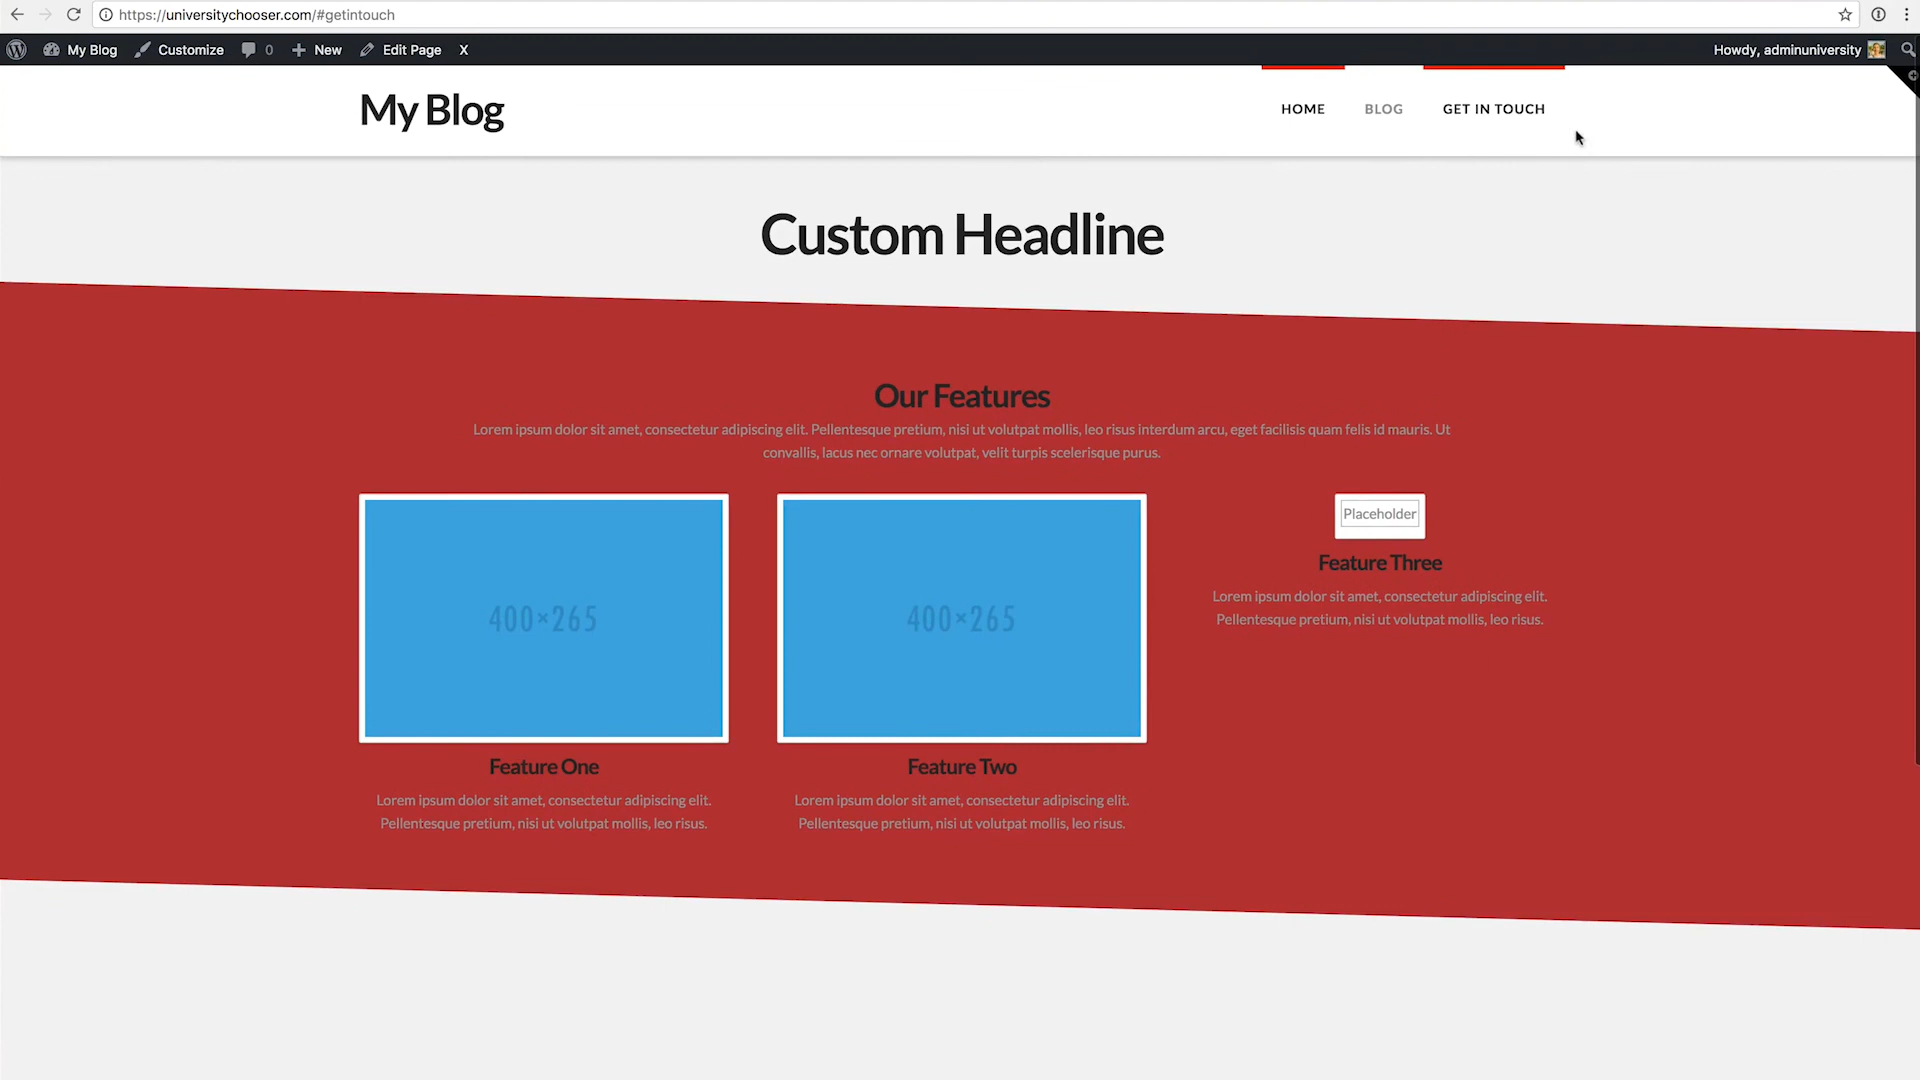 https://universitychooser.com/#getintouch
My Blog Customize 0 New Edit Page X Howdy, adminuniversity
My Blog
HOME BLOG GET IN TOUCH
Custom Headline
Our Features
Lorem ipsum dolor sit amet, consectetur adipiscing elit. Pellentesque pretium, nisi ut volutpat mollis, leo risus interdum arcu, eget facilisis quam felis id mauris. Ut
convallis, lacus nec ornare volutpat, velit turpis scelerisque purus.
400×265
Feature One
Lorem ipsum dolor sit amet, consectetur adipiscing elit.
Pellentesque pretium, nisi ut volutpat mollis, leo risus.
400×265
Feature Two
Lorem ipsum dolor sit amet, consectetur adipiscing elit.
Pellentesque pretium, nisi ut volutpat mollis, leo risus.
Placeholder
Feature Three
Lorem ipsum dolor sit amet, consectetur adipiscing elit.
Pellentesque pretium, nisi ut volutpat mollis, leo risus.